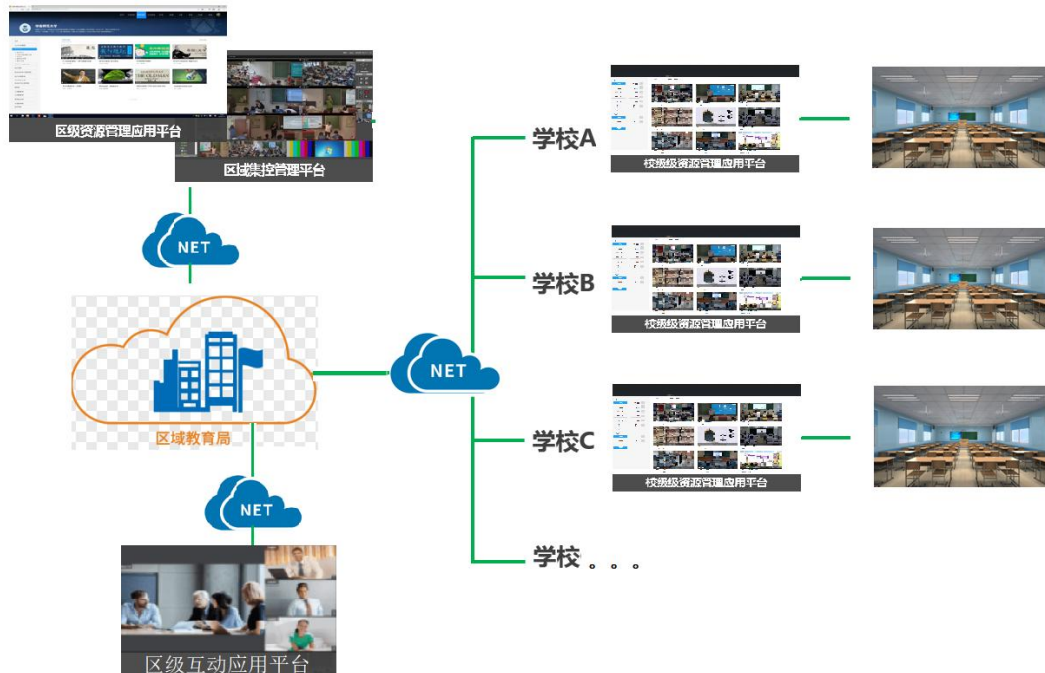 区级资源管理应用平台
区域集控管理平台
NET
区域教育局
NET
区级互动应用平台
NET
学校A
校级级资源管理应用平台
学校B
校级级资源管理应用平台
学校C
校级级资源管理应用平台
学校。。。